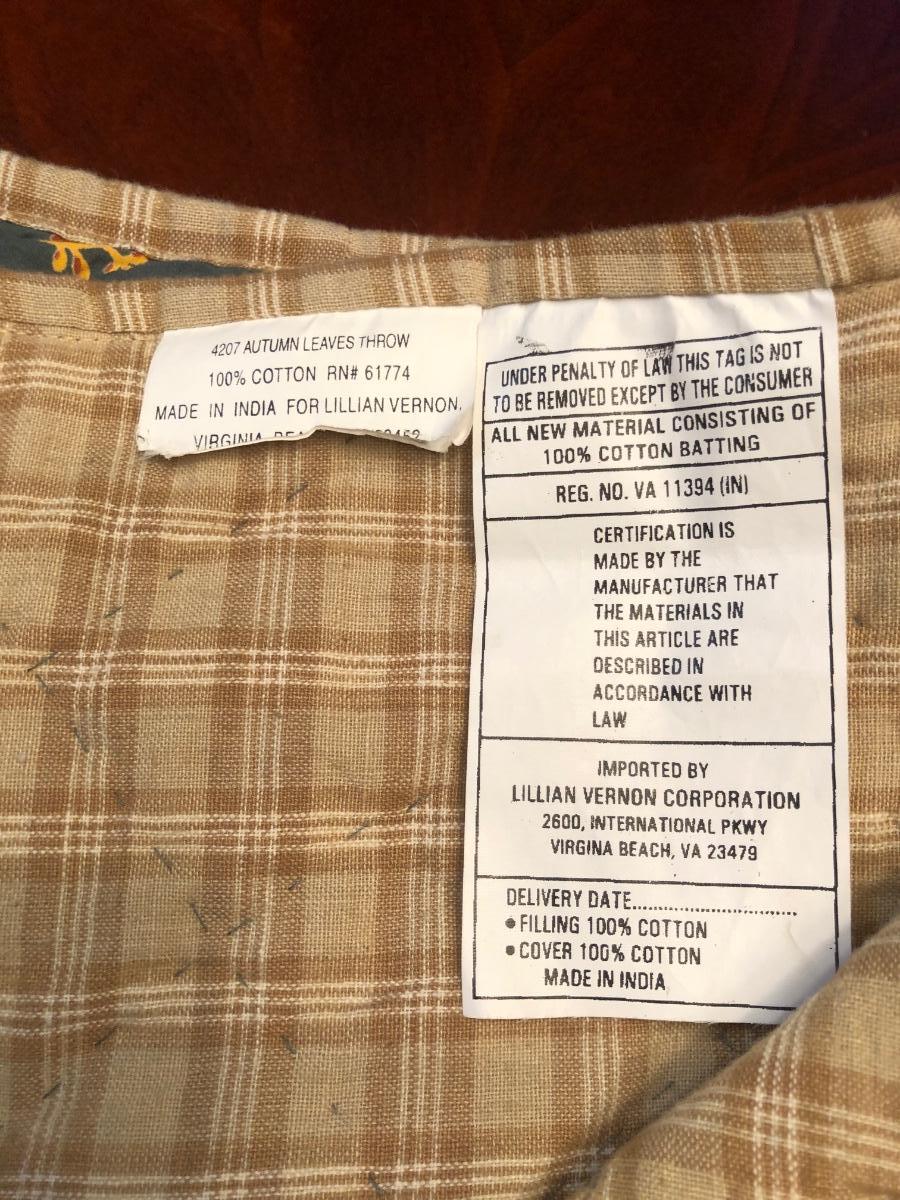 4207 AUTUMN LEAVES THROW
100% COTTON RN# 61774
MADE IN INDIA FOR LILLIAN VERNON.
VIRGINIA
UNDER PENALTY OF LAW THIS TAG IS NOT
TO BE REMOVED EXCEPT BY THE CONSUMER
ALL NEW MATERIAL CONSISTING OF
100% COTTON BATTING
REG. NO. VA 11394 (IN)
CERTIFICATION IS
MADE BY THE
MANUFACTURER THAT
THE MATERIALS IN
THIS ARTICLE ARE
DESCRIBED IN
ACCORDANCE WITH
LAW
IMPORTED BY
LILLIAN VERNON CORPORATION
2600, INTERNATIONAL PKWY
VIRGINA BEACH, VA 23479
DELIVERY DATE..............................
•FILLING 100% COTTON
•COVER 100% COTTON
MADE IN INDIA